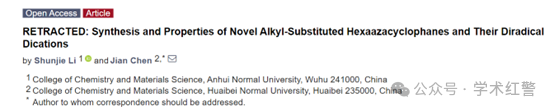 Open Access Article
RETRACTED: Synthesis and Properties of Novel Alkyl-Substituted Hexaazacyclophanes and Their Diradical
Dications
by Shunjie Li 1 and Jian Chen 2,*
1 College of Chemistry and Materials Science, Anhui Normal University, Wuhu 241000, China
2 College of Chemistry and Materials Science, Huaibei Normal University, Huaibei 235000, China
* Author to whom correspondence should be addressed.
公众号 · 学术红警